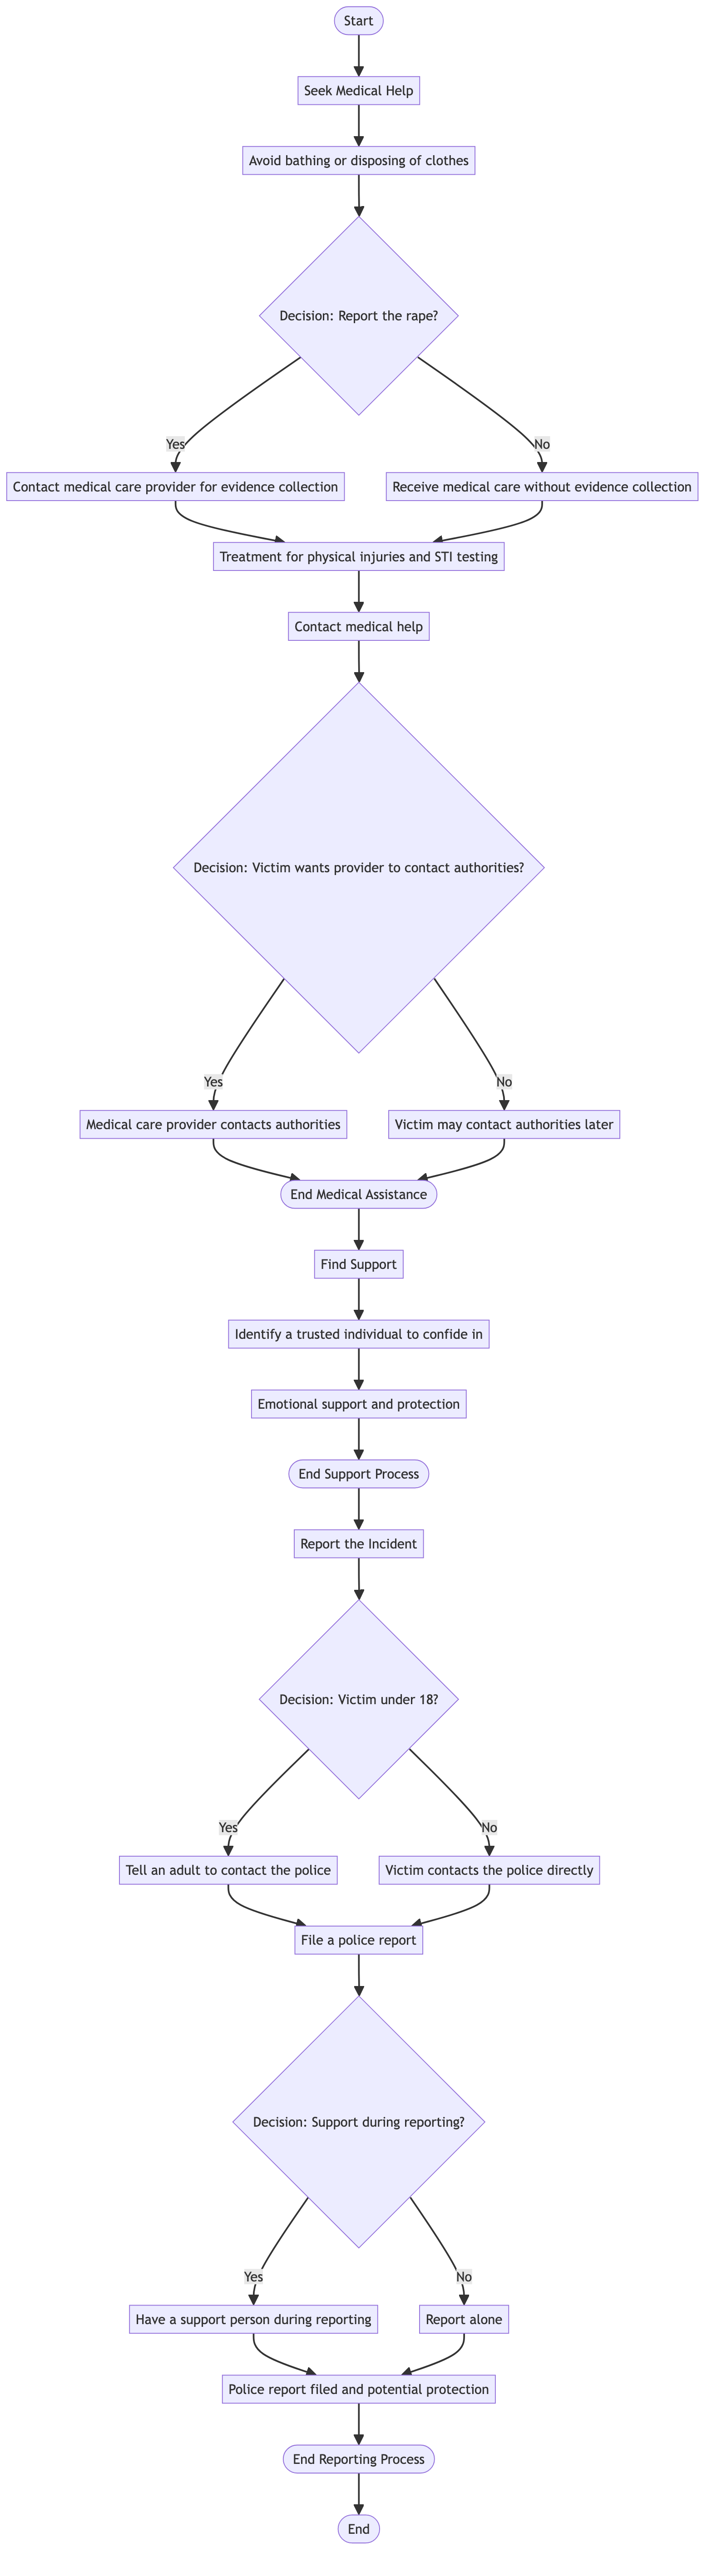 Start
Seek Medical Help
Avoid bathing or disposing of clothes
Decision: Report the rape?
Yes
No
Contact medical care provider for evidence collection
Receive medical care without evidence collection
Treatment for physical injuries and STI testing
Contact medical help
Decision: Victim wants provider to contact authorities?
Yes
No
Medical care provider contacts authorities
Victim may contact authorities later
End Medical Assistance
Find Support
Identify a trusted individual to confide in
Emotional support and protection
End Support Process
Report the Incident
Decision: Victim under 18?
Yes
No
Tell an adult to contact the police
Victim contacts the police directly
File a police report
Decision: Support during reporting?
Yes
No
Have a support person during reporting
Report alone
Police report filed and potential protection
End Reporting Process
End